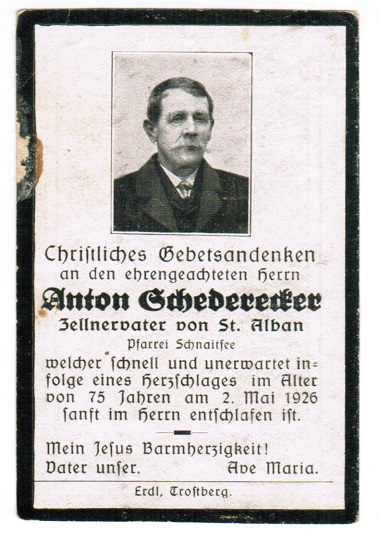 Christliches Gebetsandenken
an den ehrengeachteten Herrn
Anton Schederecker
Zellnervater von St. Alban
Pfarrei Schnaitsee
welcher schnell und unerwartet in-
folge eines Herzschlages im Alter
von 75 Jahren am 2. Mai 1926
sanft im Herrn entschlafen ist.
Mein Jesus Barmherzigkeit!
Vater unser. Ave Maria.
Erdl, Trostberg.